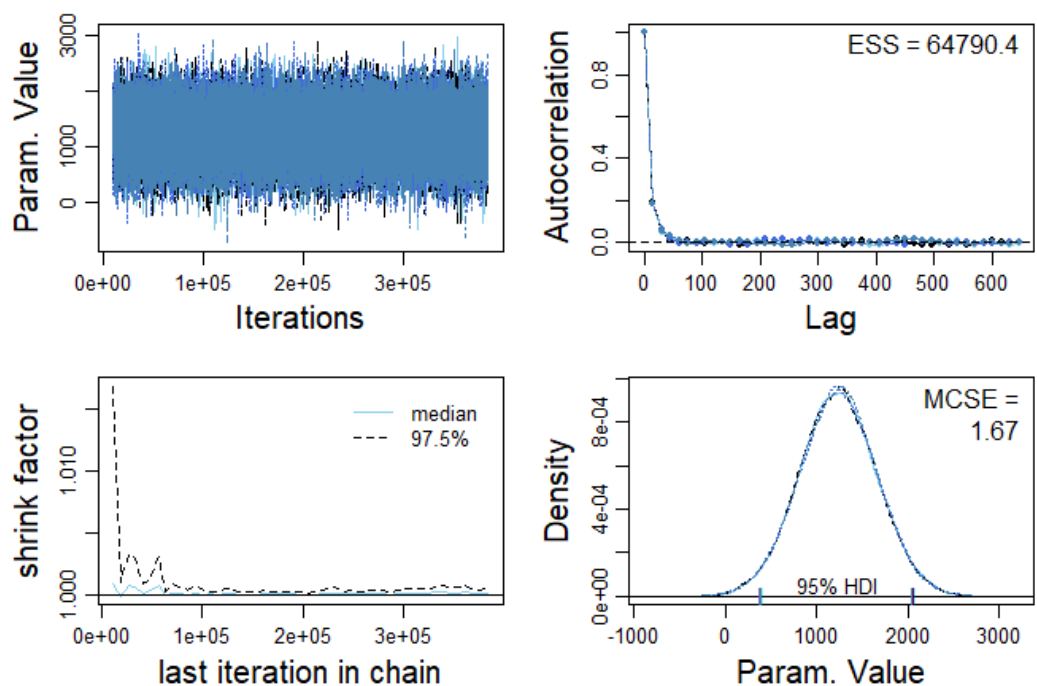 Param. Value
3000
1000
0
0e+00
1e+05
2e+05
3e+05
Iterations
Autocorrelation
0.8
0.4
0.0
ESS = 64790.4
0
100
200
300
400
500
600
Lag
shrink factor
1.010
1.000
median
97.5%
0e+00
1e+05
2e+05
3e+05
last iteration in chain
Density
8e-04
4e-04
0e+00
MCSE =
1.67
95% HDI
-1000
0
1000
2000
3000
Param. Value